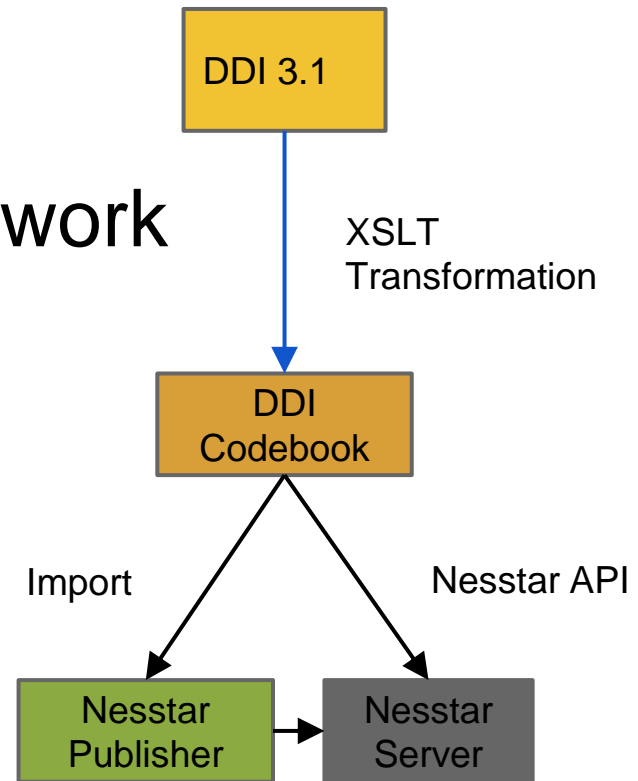 DDI 3.1
work
XSLT
Transformation
DDI
Codebook
Import
Nesstar API
Nesstar
Publisher
Nesstar
Server